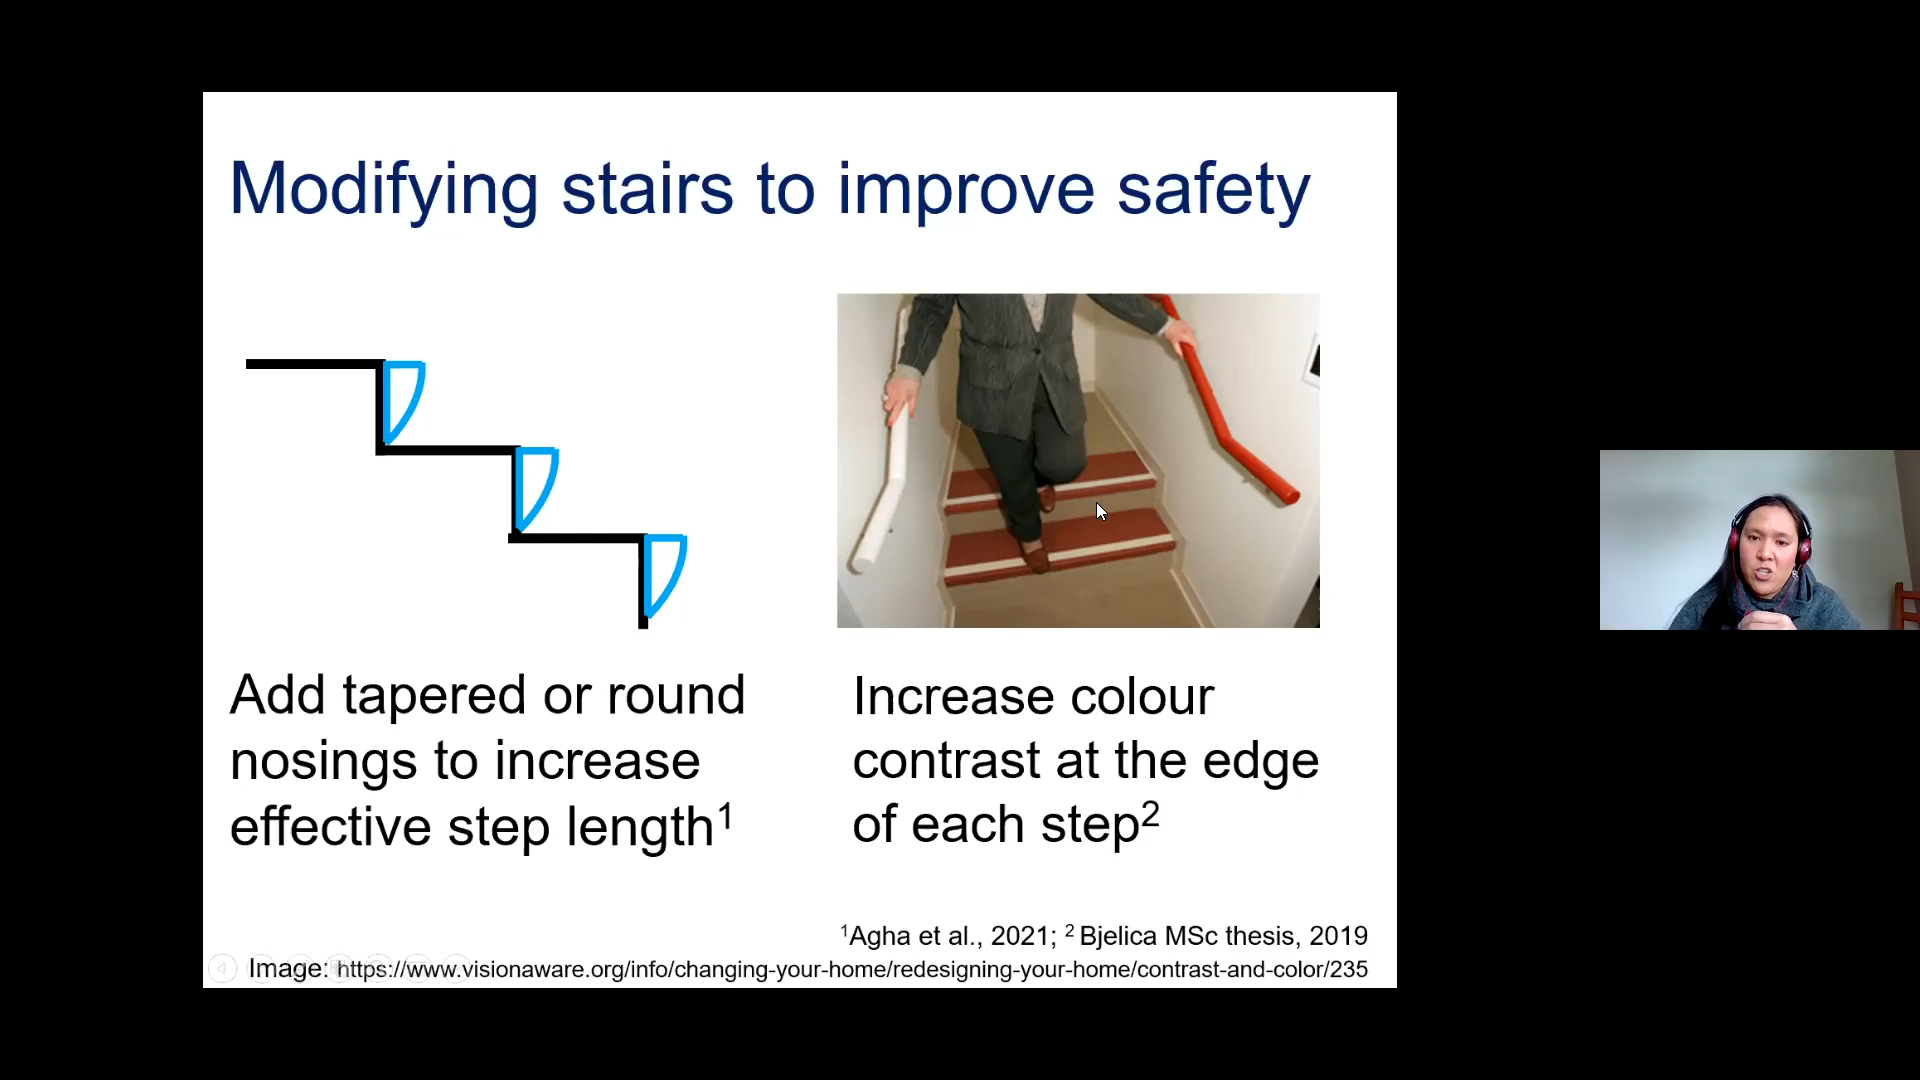 Modifying stairs to improve safety
Add tapered or round
nosings to increase
effective step length¹
Increase colour
contrast at the edge
of each step²
¹Agha et al., 2021; ² Bjelica MSc thesis, 2019
Image: https://www.visionaware.org/info/changing-your-home/redesigning-your-home/contrast-and-color/235